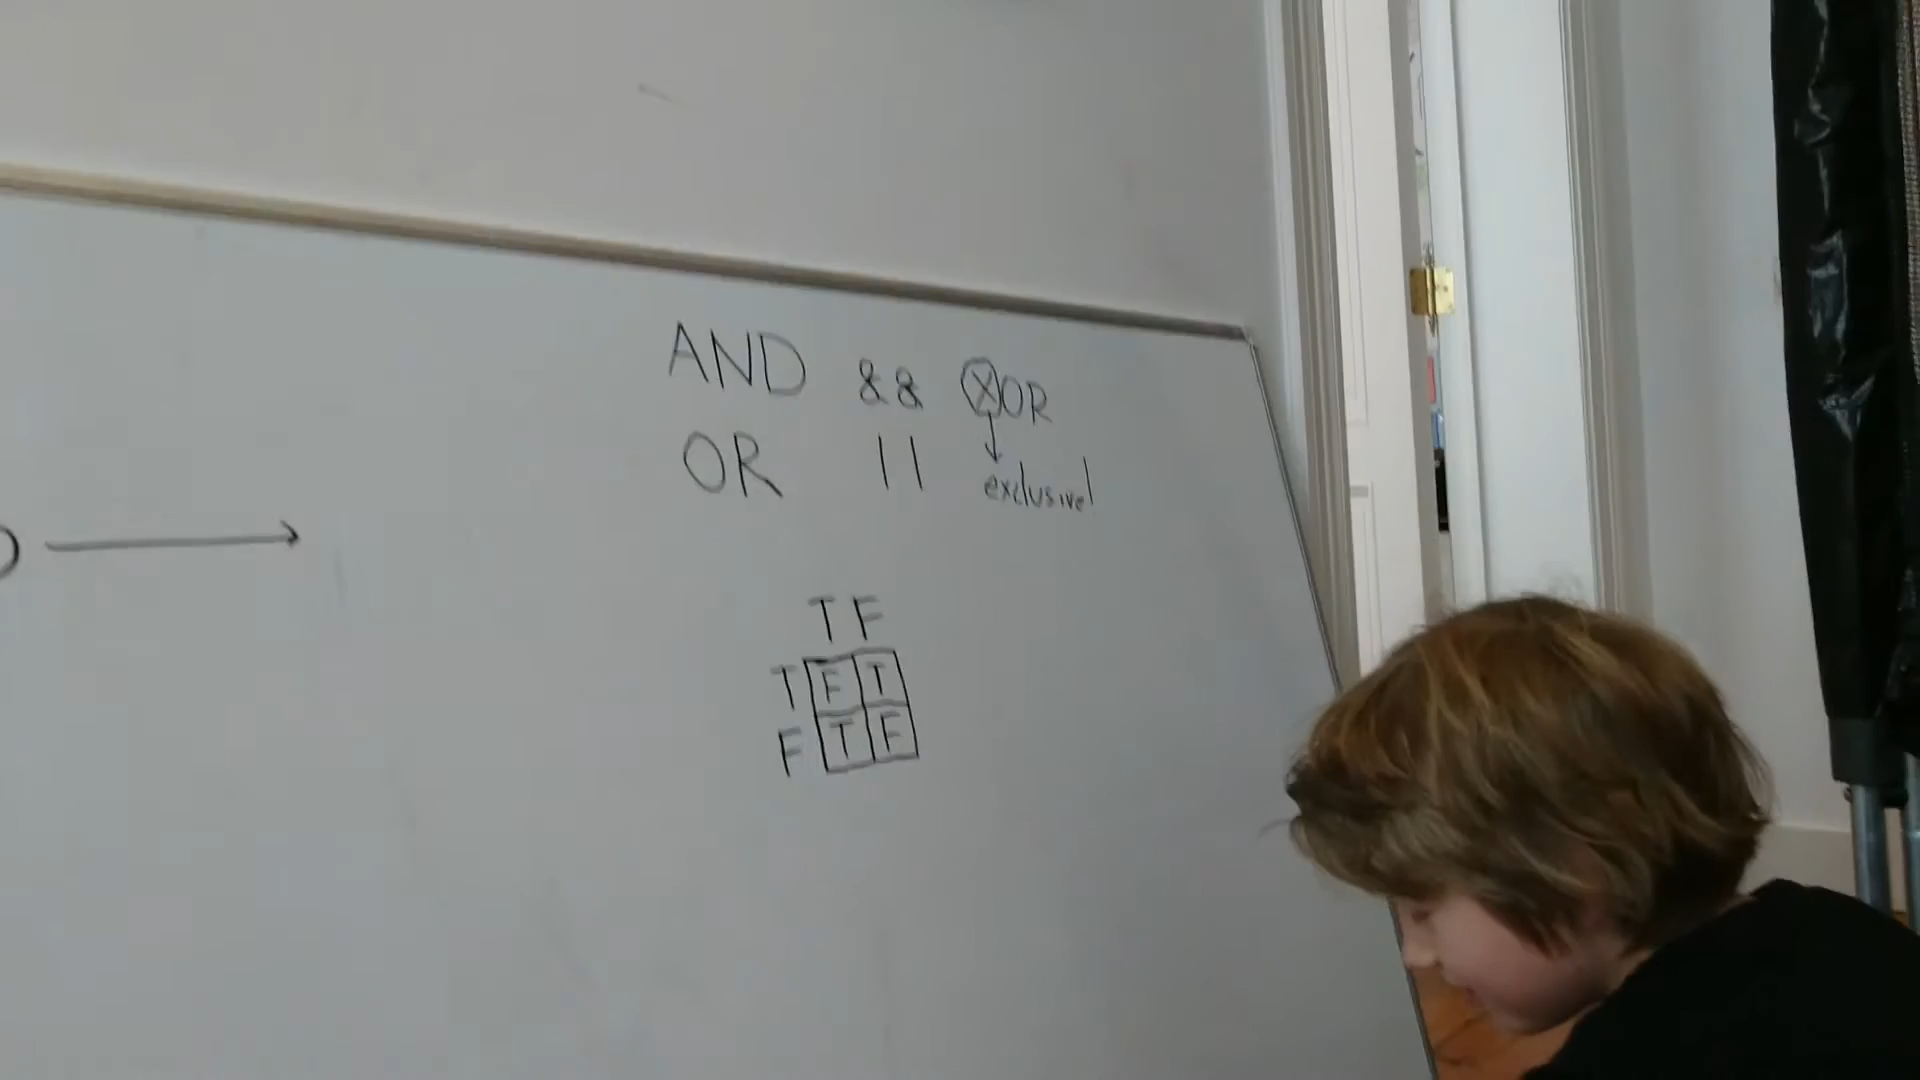 AND && XOR
OR ||
exclusive
T F
T F T
F T F